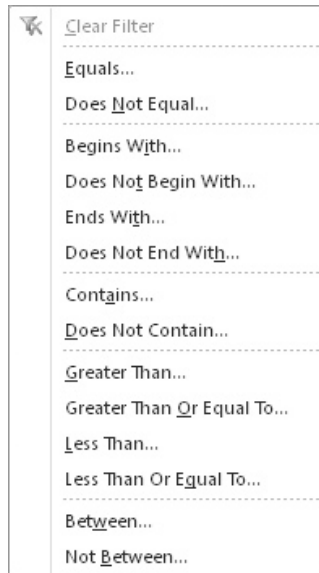 Clear Filter
Equals...
Does Not Equal...
Begins With...
Does Not Begin With...
Ends With...
Does Not End With...
Contains...
Does Not Contain...
Greater Than...
Greater Than Or Equal To...
Less Than...
Less Than Or Equal To...
Between...
Not Between...